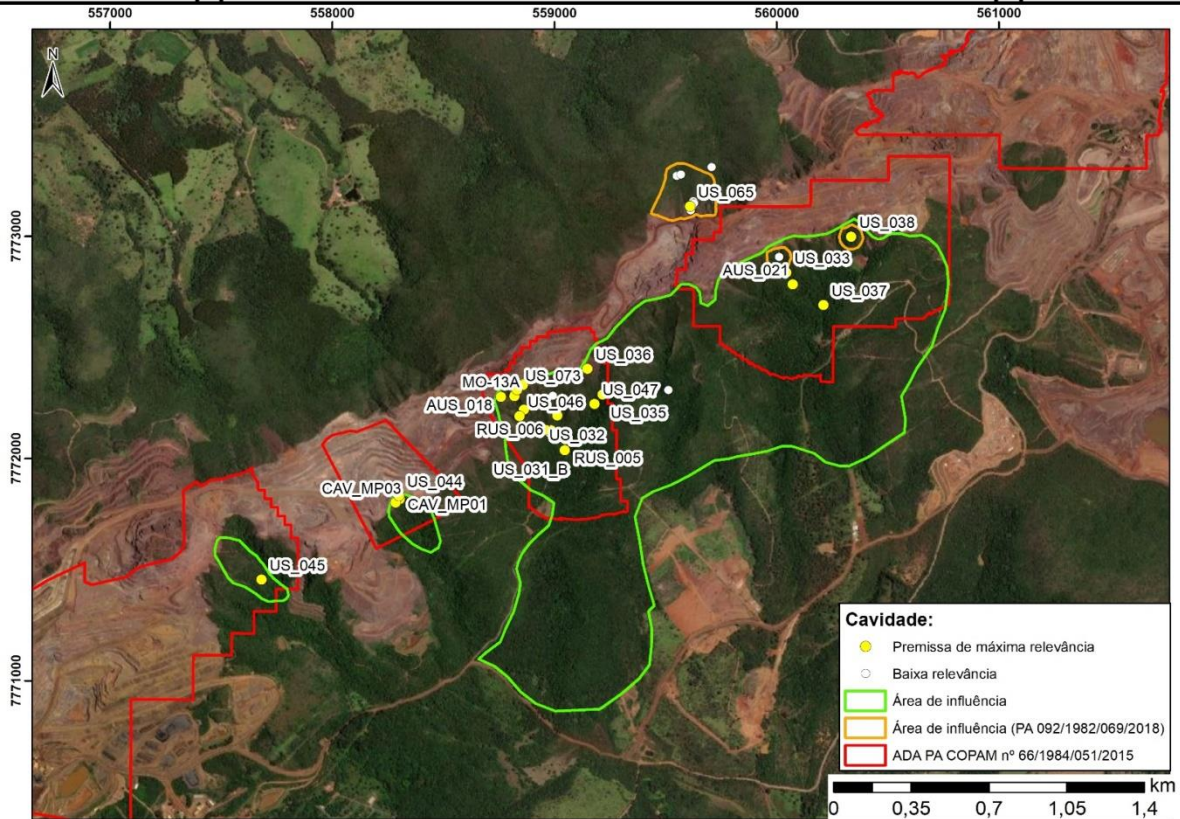 557000 558000 559000 560000 561000
N
7773000
7772000
7771000
US_065
US_038
US_033
AUS_021
US_037
US_036
US_073
MO-13A
US_047
US_046
AUS_018
US_035
RUS_006
US_032
RUS_005
US_031_B
US_044
CAV_MP03
CAV_MP01
US_045
Cavidade:
Premissa de máxima relevância
Baixa relevância
Área de influência
Área de influência (PA 092/1982/069/2018)
ADA PA COPAM nº 66/1984/051/2015
km
0 0,35 0,7 1,05 1,4